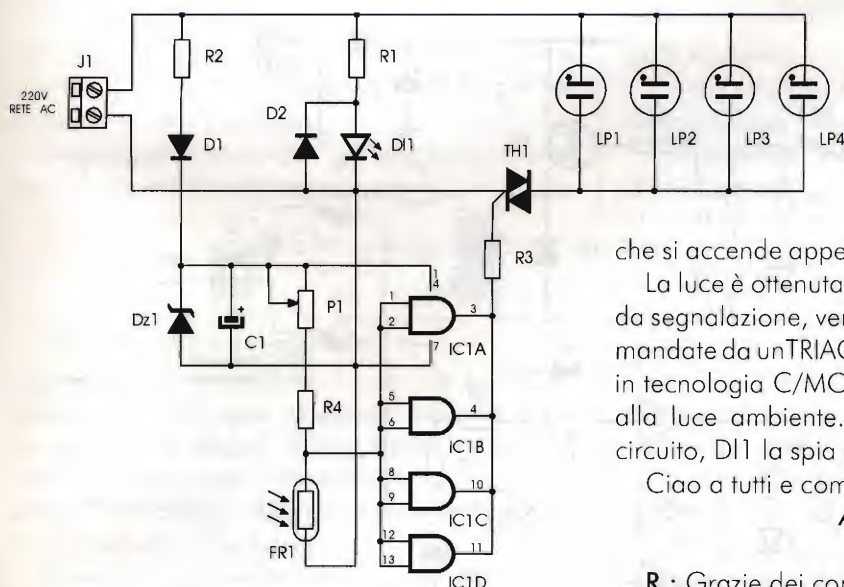 J1
220V
RETE AC
R2
R1
D2
D1
Dl1
TH1
LP1
LP2
LP3
LP4
R3
Dz1
C1
+
P1
R4
FR1
1
4
1
2
3
7
IC1A
5
6
4
IC1B
8
9
10
IC1C
12
13
11
IC1D
che si accende appe
La luce è ottenuta
da segnalazione, ver
mandate da unTRIAC
in tecnologia C/MC
alla luce ambiente.
circuito, Dl1 la spia
Ciao a tutti e com
R : Grazie dei co